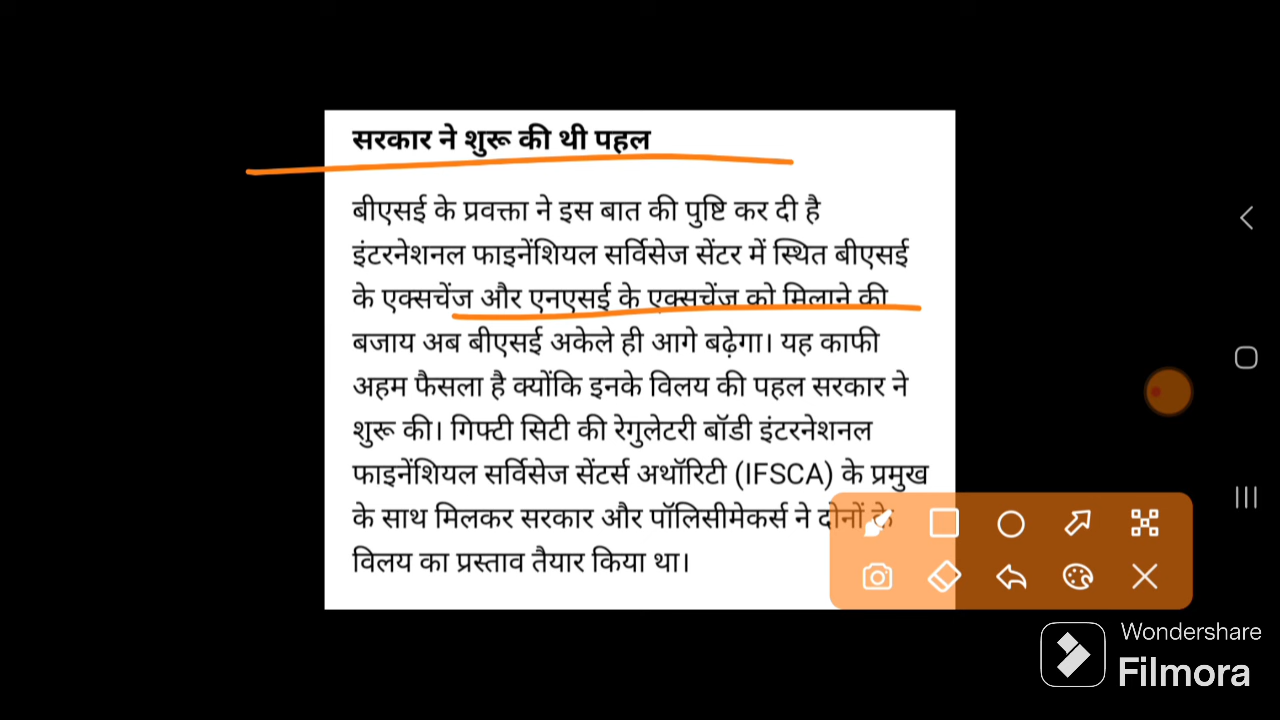 सरकार ने शुरू की थी पहल
बीएसई के प्रवक्ता ने इस बात की पुष्टि कर दी है
इंटरनेशनल फाइनेंशियल सर्विसेज सेंटर में स्थित बीएसई
के एक्सचेंज और एनएसई के एक्सचेंज को मिलाने की
बजाय अब बीएसई अकेले ही आगे बढ़ेगा। यह काफी
अहम फैसला है क्योंकि इनके विलय की पहल सरकार ने
शुरू की। गिफ्टी सिटी की रेगुलेटरी बॉडी इंटरनेशनल
फाइनेंशियल सर्विसेज सेंटर्स अथॉरिटी (IFSCA) के प्रमुख
के साथ मिलकर सरकार और पॉलिसीमेकर्स ने दोनों के
विलय का प्रस्ताव तैयार किया था।
Wondershare
Filmora